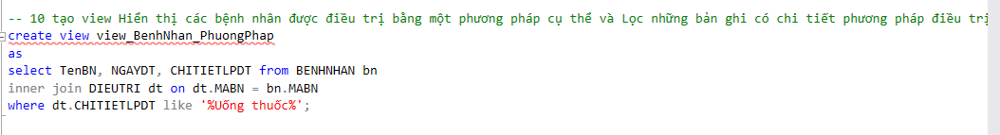 -- 10 tạo view Hiển thị các bệnh nhân được điều trị bằng một phương pháp cụ thể và Lọc những bản ghi có chi tiết phương pháp điều trị
create view view_BenhNhan_PhuongPhap
as
select TenBN, NGAYDT, CHITIETLPDT from BENHNHAN bn
inner join DIEUTRI dt on dt.MABN = bn.MABN
where dt.CHITIETLPDT like '%Uống thuốc%';